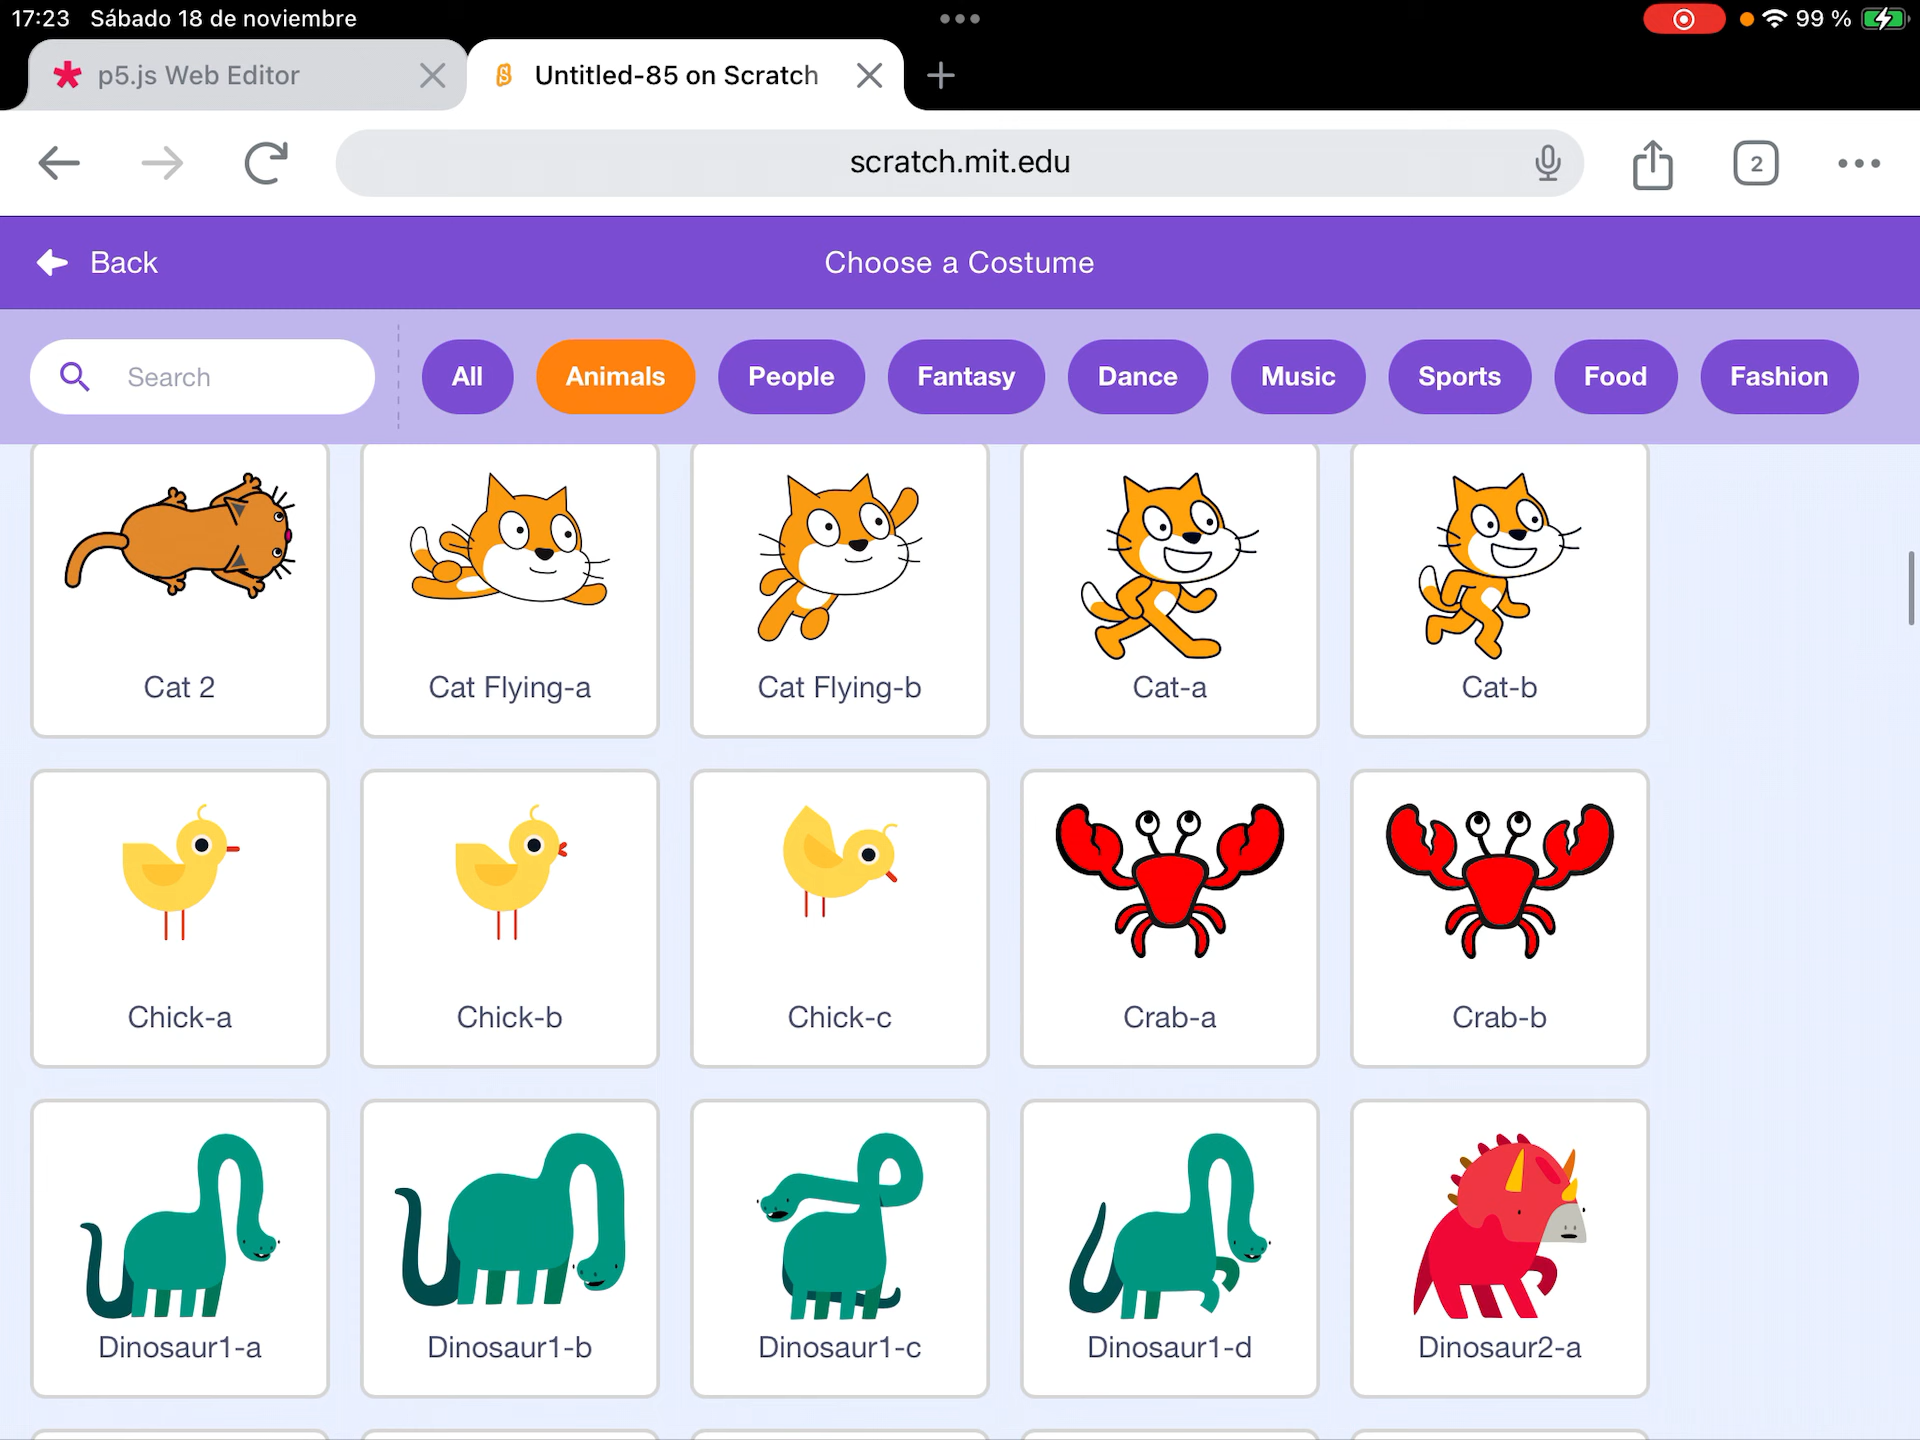 17:23 Sábado 18 de noviembre 99 %
p5.js Web Editor Untitled-85 on Scratch
scratch.mit.edu 2
Back Choose a Costume
Search All Animals People Fantasy Dance Music Sports Food Fashion
Cat 2 Cat Flying-a Cat Flying-b Cat-a Cat-b
Chick-a Chick-b Chick-c Crab-a Crab-b
Dinosaur1-a Dinosaur1-b Dinosaur1-c Dinosaur1-d Dinosaur2-a